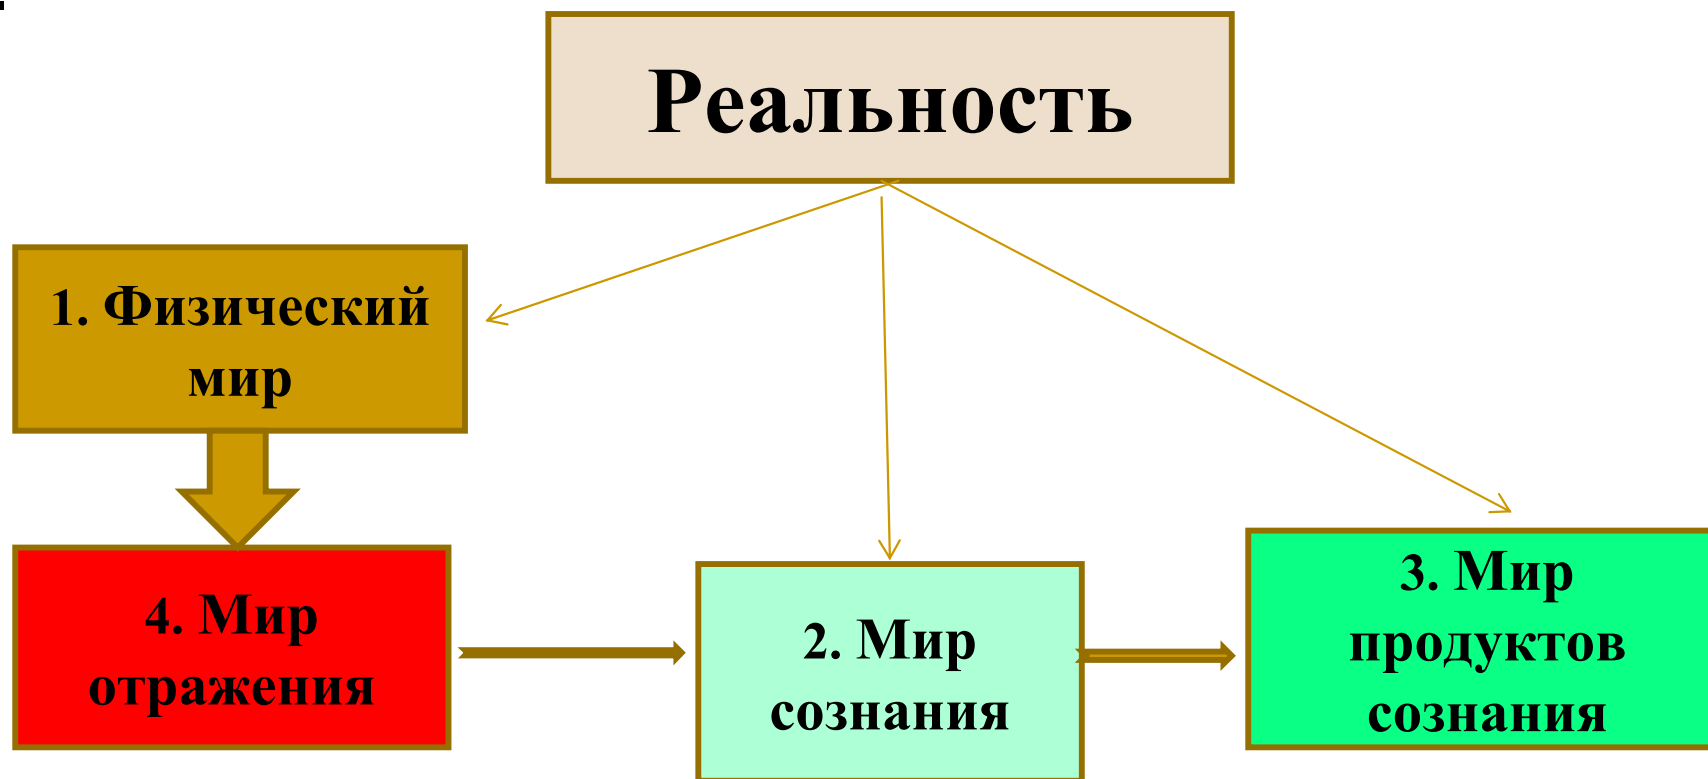 Реальность
1. Физический
мир
4. Мир
отражения
2. Мир
сознания
3. Мир
продуктов
сознания